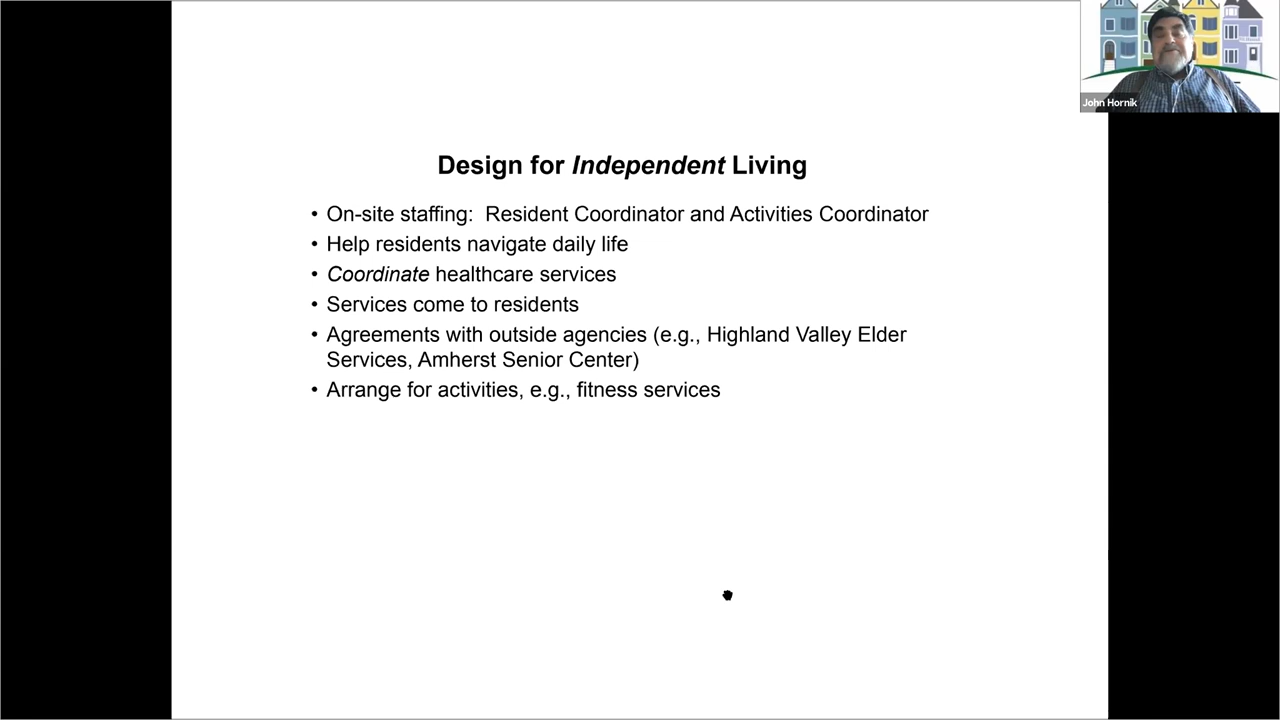 John Hornik
Design for Independent Living
• On-site staffing:  Resident Coordinator and Activities Coordinator
• Help residents navigate daily life
• Coordinate healthcare services
• Services come to residents
• Agreements with outside agencies (e.g., Highland Valley Elder
Services, Amherst Senior Center)
• Arrange for activities, e.g., fitness services